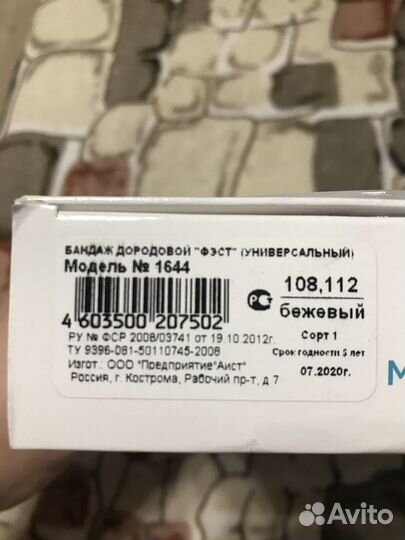 БАНДАЖ ДОРОДОВОЙ "ФЭСТ" (УНИВЕРСАЛЬНЫЙ)
Модель № 1644
4 603500 207502
РСТ
108,112
бежевый
Сорт 1
Срок годности 5 лет
07.2020г.
РУ № ФСР 2008/03741 от 19.10.2012г.
ТУ 9396-081-50110745-2008
Изгот.: ООО "Предприятие"Аист"
Россия, г. Кострома, Рабочий пр-т, д 7
М
Avito